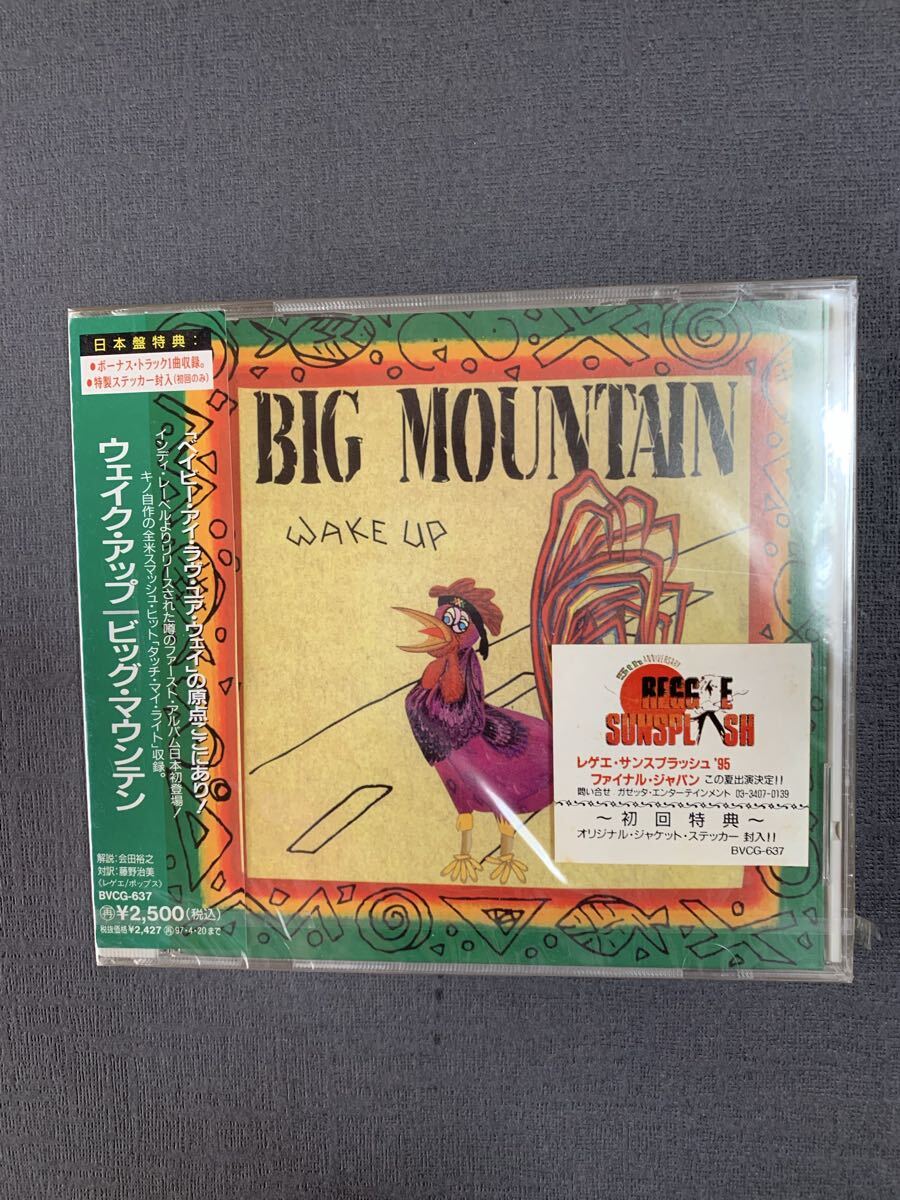 日本盤特典：
●ボーナス・トラック1曲収録。
●特製ステッカー封入(初回のみ)
「ベイビー・アイ・ラヴ・ユア・ウェイ」の原点ここにあり！
インディ・レーベルよりリリースされた噂のファースト・アルバム日本初登場！
キノ自作の全米スマッシュ・ヒット「タッチ・マイ・ライト」収録。
ウェイク・アップ|ビッグ・マウンテン
解説：会田裕之
対訳：藤野治美
《レゲエ/ポップス》
BVCG-637
再¥2,500(税込)
税抜価格¥2,427 再97・4・20まで
BIG MOUNTAIN
WAKE UP
ANNIVERSARY
REGGAE
SUNSPLASH
レゲエ・サンスプラッシュ '95
ファイナル・ジャパン この夏出演決定!!
問い合せ ガゼッタ・エンターテインメント 03-3407-0139
〜初回特典〜
オリジナル・ジャケット・ステッカー 封入!!
BVCG-637